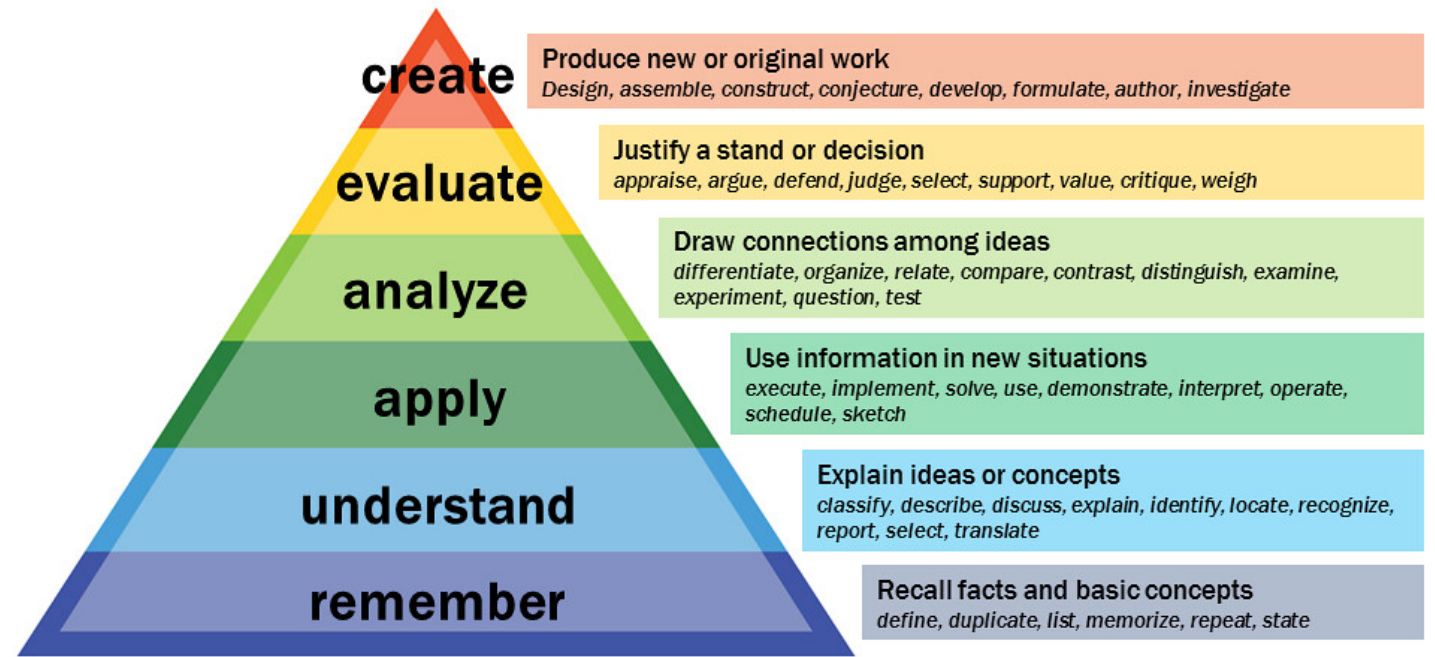 create
Produce new or original work
Design, assemble, construct, conjecture, develop, formulate, author, investigate
evaluate
Justify a stand or decision
appraise, argue, defend, judge, select, support, value, critique, weigh
analyze
Draw connections among ideas
differentiate, organize, relate, compare, contrast, distinguish, examine,
experiment, question, test
apply
Use information in new situations
execute, implement, solve, use, demonstrate, interpret, operate,
schedule, sketch
understand
Explain ideas or concepts
classify, describe, discuss, explain, identify, locate, recognize,
report, select, translate
remember
Recall facts and basic concepts
define, duplicate, list, memorize, repeat, state